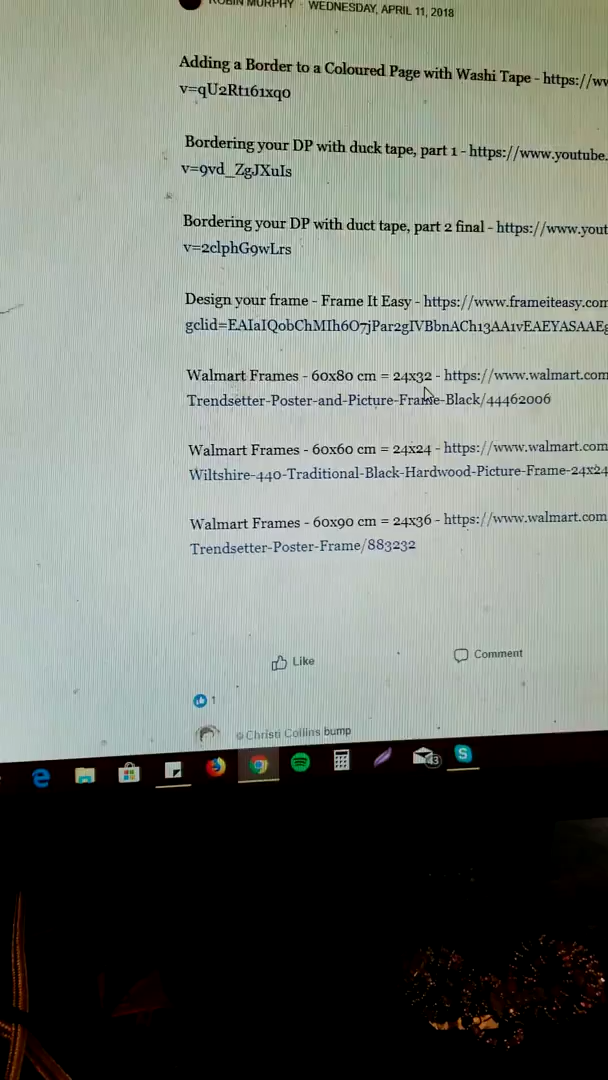 ROBIN MURPHY · WEDNESDAY, APRIL 11, 2018
Adding a Border to a Coloured Page with Washi Tape - https://ww
v=qU2Rt161xq0
Bordering your DP with duck tape, part 1 - https://www.youtube.
v=9vd_ZgJXuIs
Bordering your DP with duct tape, part 2 final - https://www.yout
v=2clphG9wLrs
Design your frame - Frame It Easy - https://www.frameiteasy.com
gclid=EAIaIQobChMIh6O7jPar2gIVBbnACh13AA1vEAEYASAAEg
Walmart Frames - 60x80 cm = 24x32 - https://www.walmart.com
Trendsetter-Poster-and-Picture-Frame-Black/44462006
Walmart Frames - 60x60 cm = 24x24 - https://www.walmart.com
Wiltshire-440-Traditional-Black-Hardwood-Picture-Frame-24x24
Walmart Frames - 60x90 cm = 24x36 - https://www.walmart.com
Trendsetter-Poster-Frame/883232
Like
Comment
1
Christi Collins bump
43
S